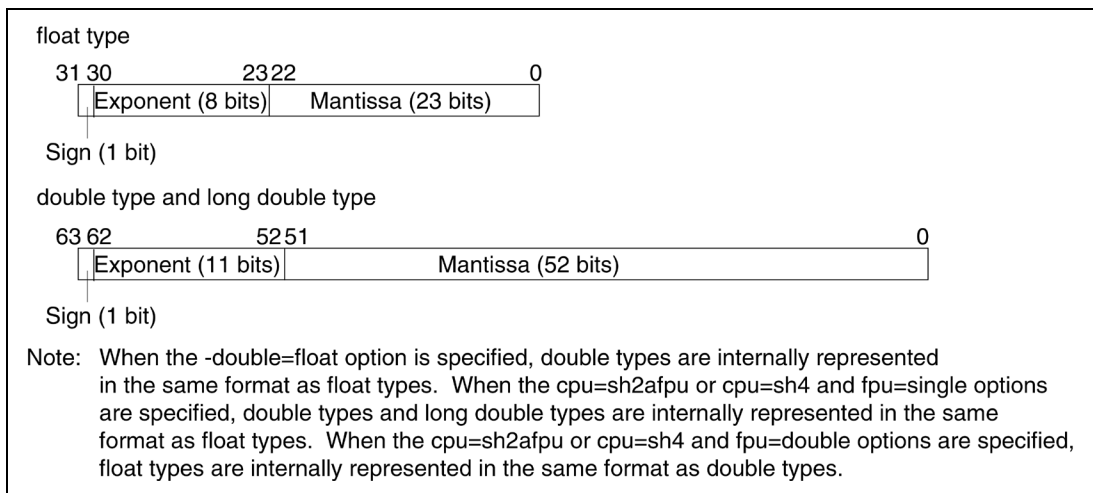 float type
31 30 23 22 0
Exponent (8 bits) Mantissa (23 bits)
Sign (1 bit)
double type and long double type
63 62 52 51 0
Exponent (11 bits) Mantissa (52 bits)
Sign (1 bit)
Note: When the -double=float option is specified, double types are internally represented
in the same format as float types. When the cpu=sh2afpu or cpu=sh4 and fpu=single options
are specified, double types and long double types are internally represented in the same
format as float types. When the cpu=sh2afpu or cpu=sh4 and fpu=double options are specified,
float types are internally represented in the same format as double types.